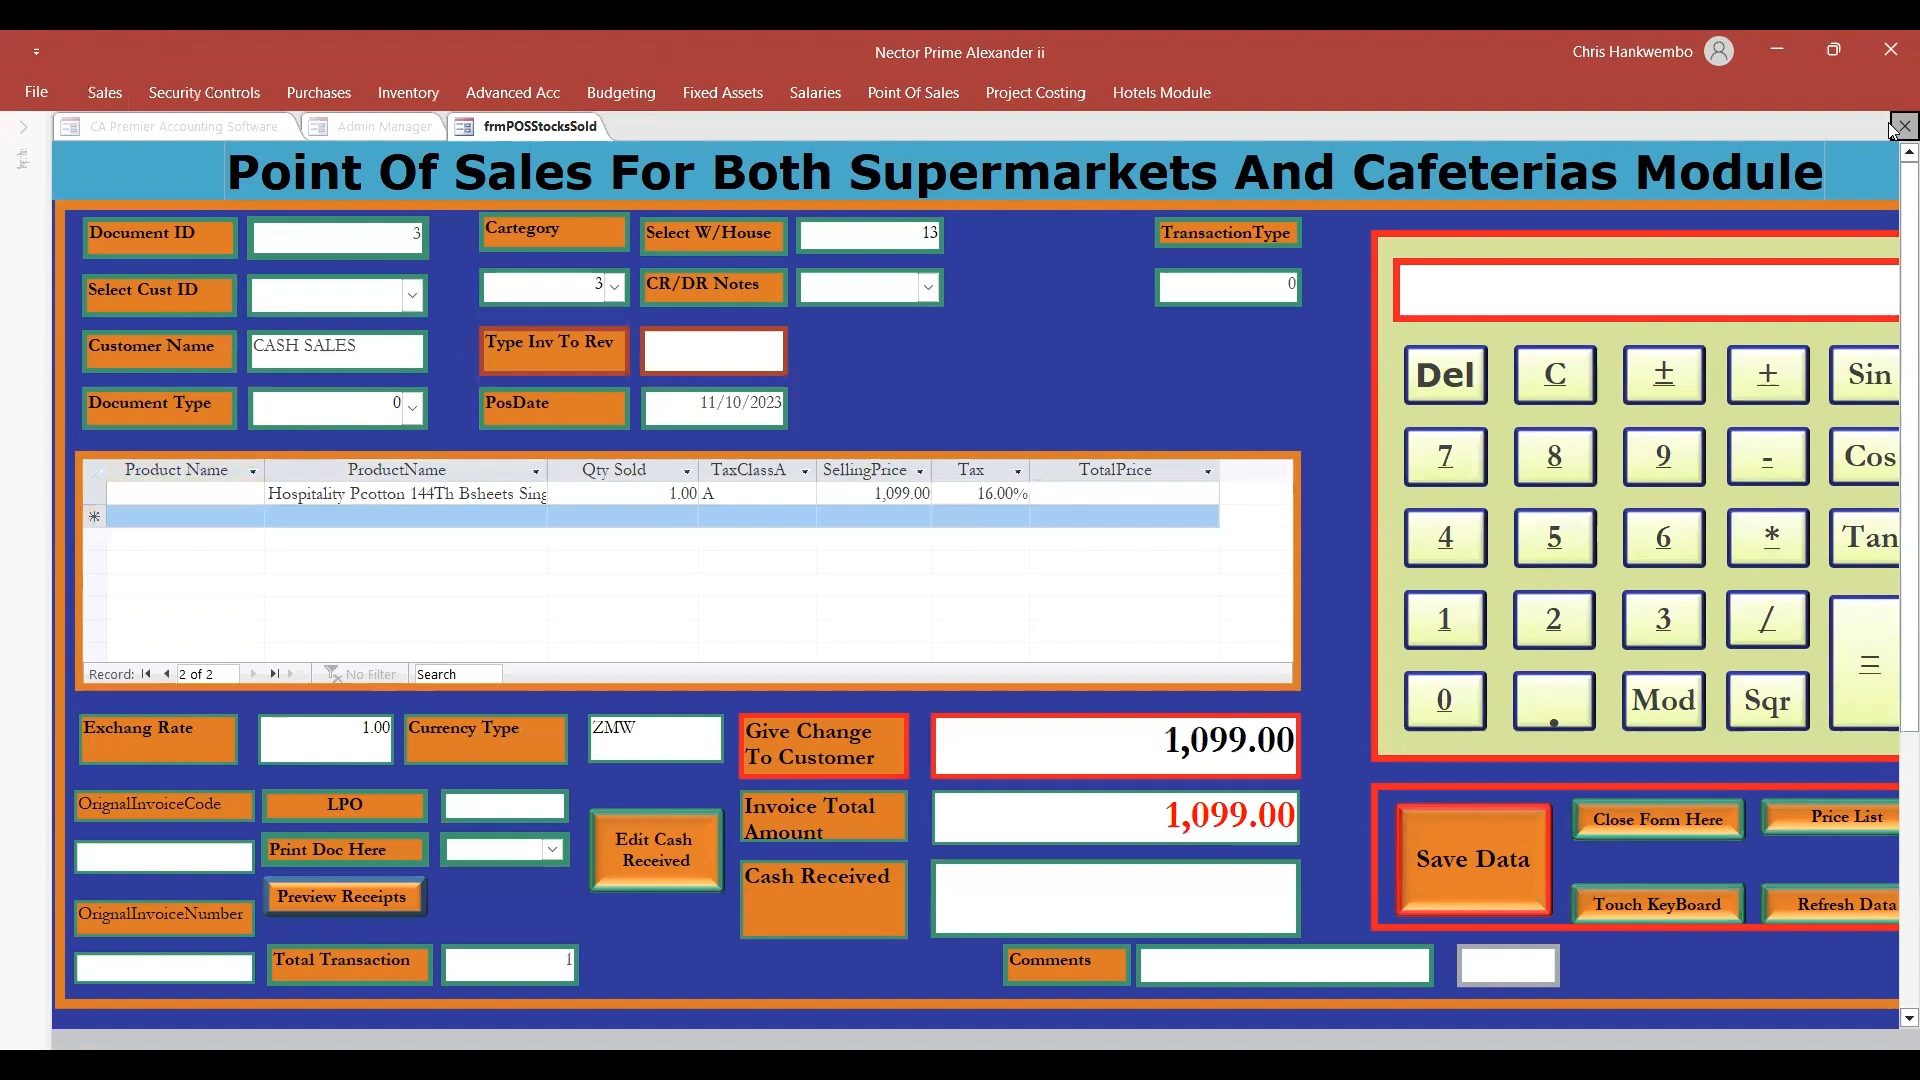 Nector Prime Alexander ii
Chris Hankwembo
File Sales Security Controls Purchases Inventory Advanced Acc Budgeting Fixed Assets Salaries Point Of Sales Project Costing Hotels Module
CA Premier Accounting Software Admin Manager frmPOSStocksSold
Point Of Sales For Both Supermarkets And Cafeterias Module
Document ID 3 Cartegory Select W/House 13 TransactionType
Select Cust ID 3 CR/DR Notes 0
Customer Name CASH SALES Type Inv To Rev
Document Type 0 PosDate 11/10/2023
Del C ± + Sin
7 8 9 - Cos
4 5 6 * Tan
1 2 3 / =
0 . Mod Sqr
Product Name ProductName Qty Sold TaxClassA SellingPrice Tax TotalPrice
Hospitality Pcotton 144Th Bsheets Sing 1.00 A 1,099.00 16.00%
Record: 2 of 2 No Filter Search
Exchang Rate 1.00 Currency Type ZMW
Give Change
To Customer
1,099.00
OrignalInvoiceCode LPO
Invoice Total
Amount
1,099.00
Print Doc Here
Edit Cash
Received
Cash Received
Preview Receipts
OrignalInvoiceNumber
Total Transaction 1
Comments
Save Data
Close Form Here Price List
Touch KeyBoard Refresh Data